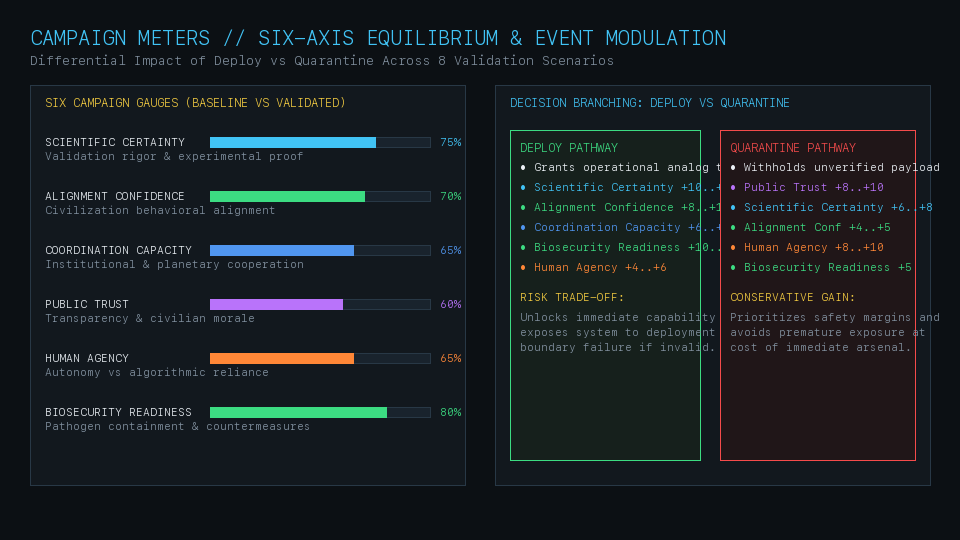 CAMPAIGN METERS // SIX–AXIS EQUILIBRIUM & EVENT MODULATION
Differential Impact of Deploy vs Quarantine Across 8 Validation Scenarios
SIX CAMPAIGN GAUGES (BASELINE VS VALIDATED)
SCIENTIFIC CERTAINTY 75%
Validation rigor & experimental proof
ALIGNMENT CONFIDENCE 70%
Civilization behavioral alignment
COORDINATION CAPACITY 65%
Institutional & planetary cooperation
PUBLIC TRUST 60%
Transparency & civilian morale
HUMAN AGENCY 65%
Autonomy vs algorithmic reliance
BIOSECURITY READINESS 80%
Pathogen containment & countermeasures
DECISION BRANCHING: DEPLOY VS QUARANTINE
DEPLOY PATHWAY
• Grants operational analog t
• Scientific Certainty +10..+
• Alignment Confidence +8..+1
• Coordination Capacity +6..+
• Biosecurity Readiness +10..
• Human Agency +4..+6
RISK TRADE-OFF:
Unlocks immediate capability
exposes system to deployment
boundary failure if invalid.
QUARANTINE PATHWAY
• Withholds unverified payload
• Public Trust +8..+10
• Scientific Certainty +6..+8
• Alignment Conf +4..+5
• Human Agency +8..+10
• Biosecurity Readiness +5
CONSERVATIVE GAIN:
Prioritizes safety margins and
avoids premature exposure at
cost of immediate arsenal.